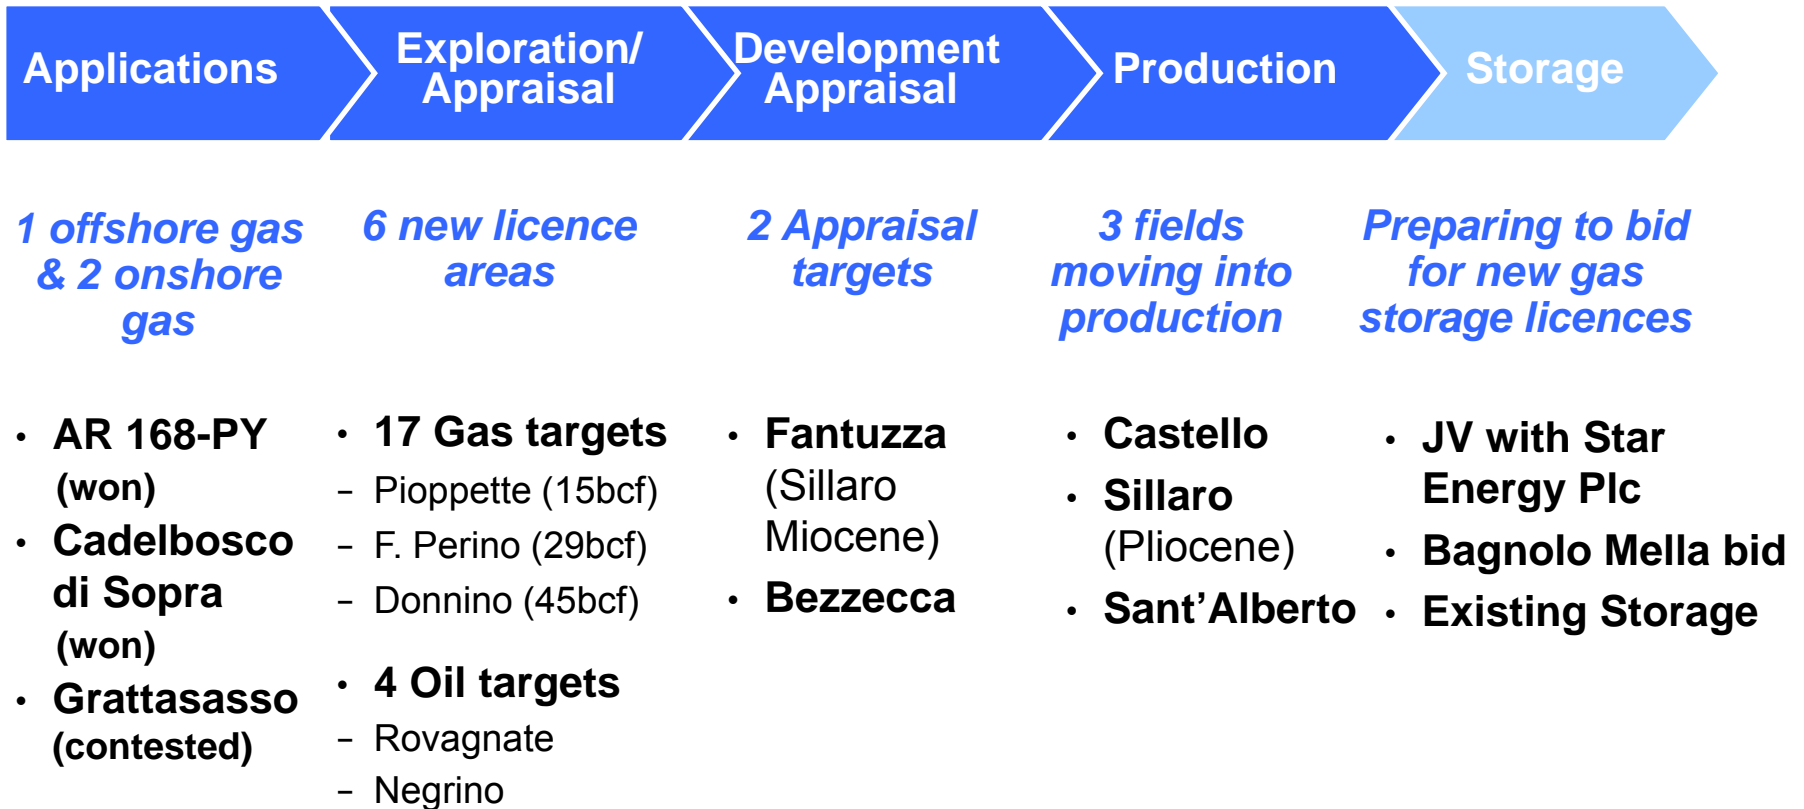 Applications
Exploration/
Appraisal
Development
Appraisal
Production
Storage
1 offshore gas
& 2 onshore
gas
6 new licence
areas
2 Appraisal
targets
3 fields
moving into
production
Preparing to bid
for new gas
storage licences
• AR 168-PY
(won)
• Cadelbosco
di Sopra
(won)
• Grattasasso
(contested)
• 17 Gas targets
– Pioppette (15bcf)
– F. Perino (29bcf)
– Donnino (45bcf)
• 4 Oil targets
– Rovagnate
– Negrino
• Fantuzza
(Sillaro
Miocene)
• Bezzecca
• Castello
• Sillaro
(Pliocene)
• Sant’Alberto
• JV with Star
Energy Plc
• Bagnolo Mella bid
• Existing Storage